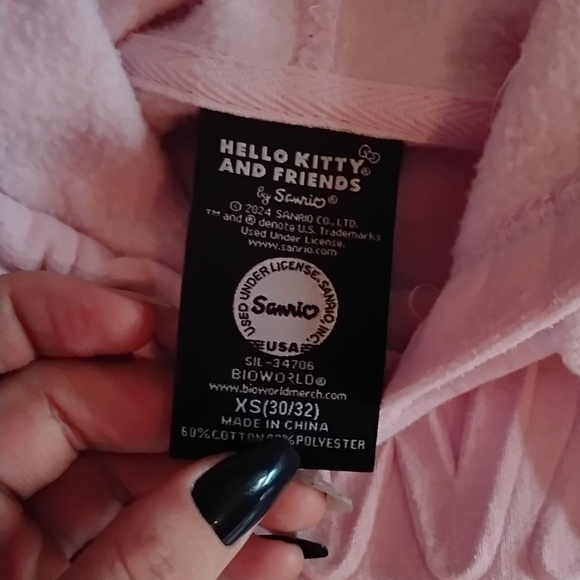 HELLO KITTY®
AND FRIENDS
by Sanrio®
© 2024 SANRIO CO., LTD.
™ and ® denote U.S. Trademarks
Used Under License.
www.sanrio.com
USED UNDER LICENSE. SANRIO, INC.
Sanrio
USA
SIL-34706
BIOWORLD®
www.bioworldmerch.com
XS(30/32)
MADE IN CHINA
60%COTTON POLYESTER